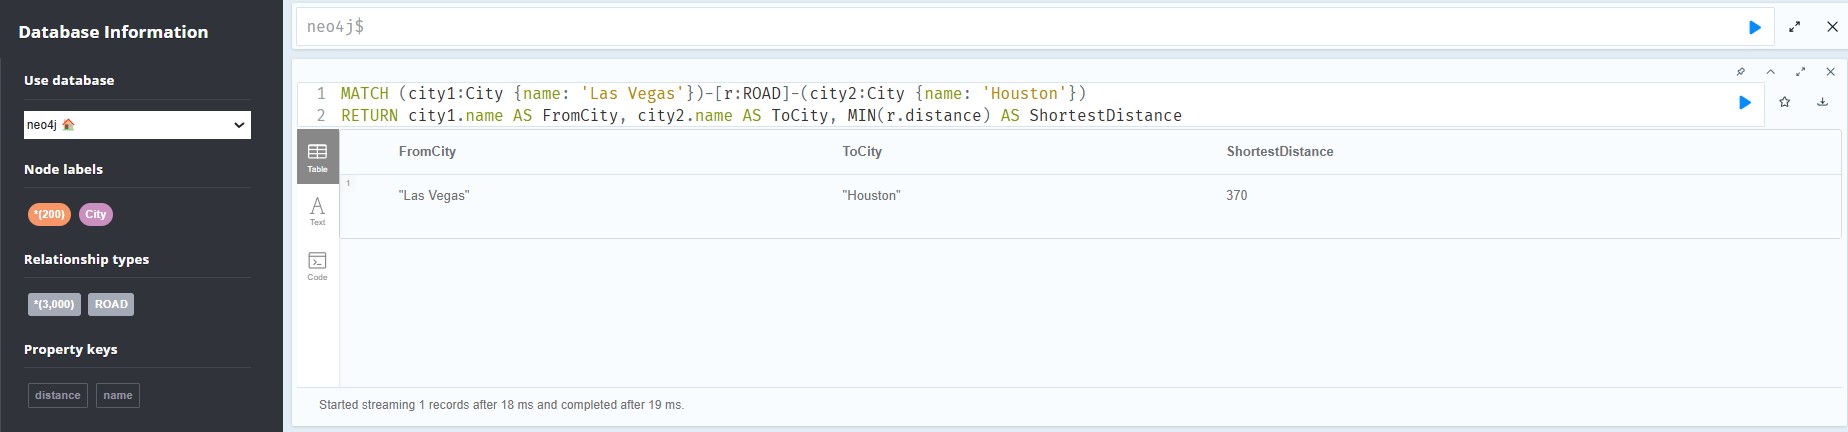 Database Information
Use database
neo4j
Node labels
*(200) City
Relationship types
*(3,000) ROAD
Property keys
distance name
neo4j$
1 MATCH (city1:City {name: 'Las Vegas'})-[r:ROAD]-(city2:City {name: 'Houston'})
2 RETURN city1.name AS FromCity, city2.name AS ToCity, MIN(r.distance) AS ShortestDistance
Table
A
Text
Code
FromCity ToCity ShortestDistance
1
"Las Vegas" "Houston" 370
Started streaming 1 records after 18 ms and completed after 19 ms.